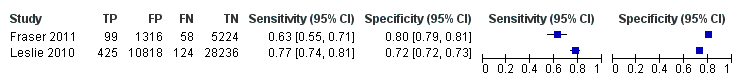 Study TP FP FN TN Sensitivity (95% CI) Specificity (95% CI) Sensitivity (95% CI) Specificity (95% CI)
Fraser 2011 99 1316 58 5224 0.63 [0.55, 0.71] 0.80 [0.79, 0.81]
Leslie 2010 425 10818 124 28236 0.77 [0.74, 0.81] 0.72 [0.72, 0.73]
0 0.2 0.4 0.6 0.8 1 0 0.2 0.4 0.6 0.8 1